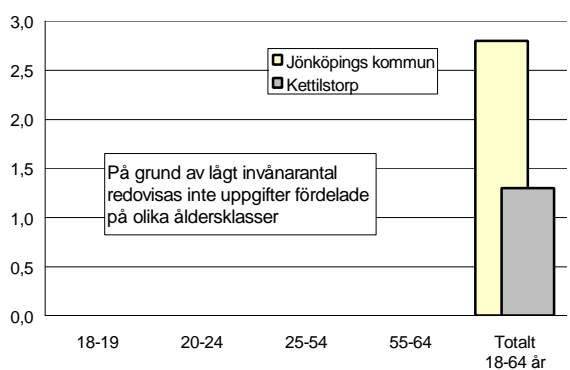 3,0
2,5
2,0
1,5
1,0
0,5
0,0
Jönköpings kommun
Kettilstorp
På grund av lågt invånarantal
redovisas inte uppgifter fördelade
på olika åldersklasser
18-19
20-24
25-54
55-64
Totalt
18-64 år